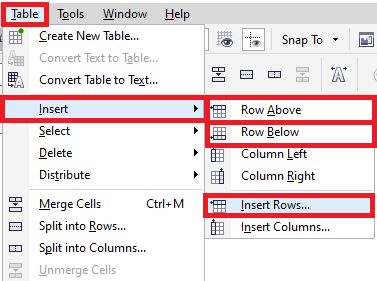 Table Tools Window Help
Create New Table...
Convert Text to Table...
Convert Table to Text...
Insert
Select
Delete
Distribute
Merge Cells Ctrl+M
Split into Rows...
Split into Columns...
Unmerge Cells
Snap To
Row Above
Row Below
Column Left
Column Right
Insert Rows...
Insert Columns...